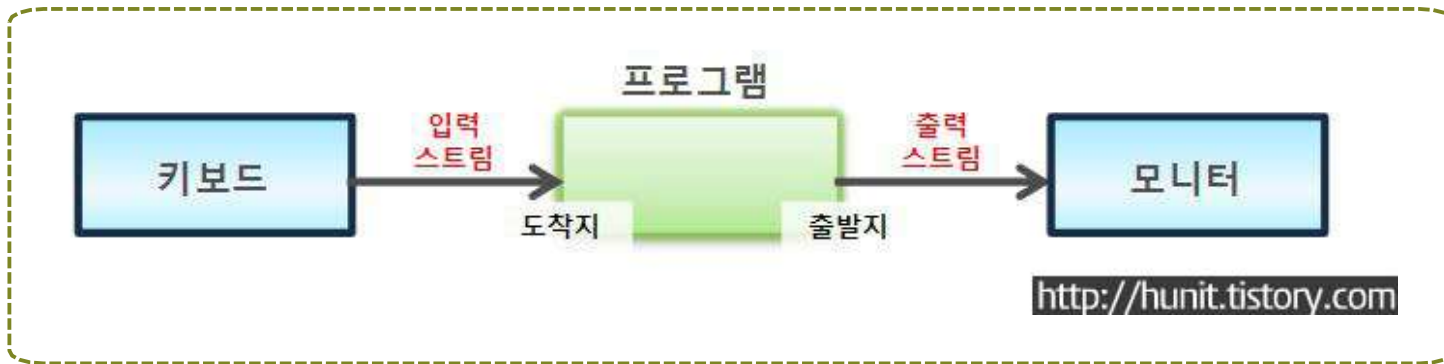 프로그램
입력
스트림
출력
스트림
키보드
모니터
도착지
출발지
http://hunit.tistory.com